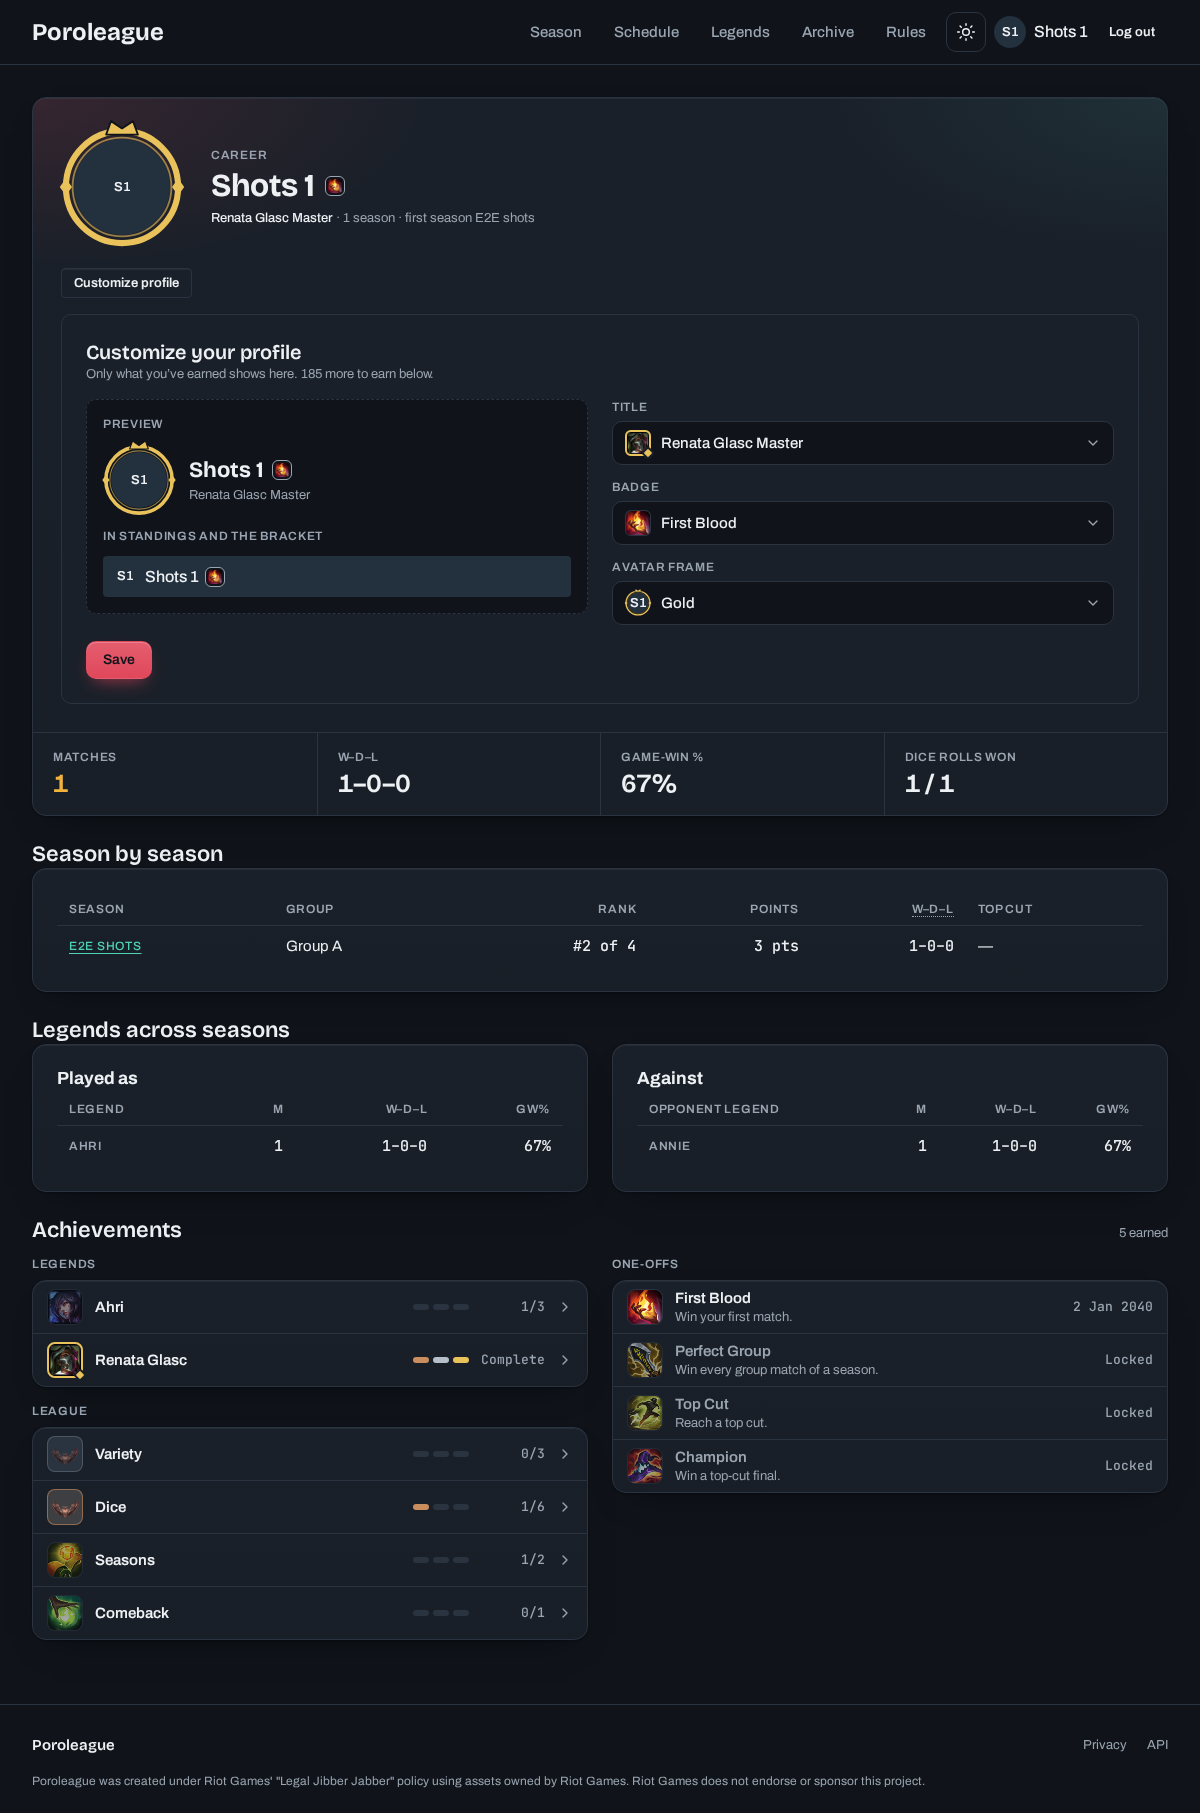 Poroleague
Season Schedule Legends Archive Rules S1 Shots 1 Log out
S1
CAREER
Shots 1
Renata Glasc Master · 1 season · first season E2E shots
Customize profile
Customize your profile
Only what you've earned shows here. 185 more to earn below.
PREVIEW
S1
Shots 1
Renata Glasc Master
IN STANDINGS AND THE BRACKET
S1 Shots 1
TITLE
Renata Glasc Master
BADGE
First Blood
AVATAR FRAME
S1 Gold
Save
MATCHES
1
W–D–L
1–0–0
GAME-WIN %
67%
DICE ROLLS WON
1 / 1
Season by season
SEASON GROUP RANK POINTS W–D–L TOP CUT
E2E SHOTS Group A #2 of 4 3 pts 1–0–0 —
Legends across seasons
Played as
LEGEND M W–D–L GW%
AHRI 1 1–0–0 67%
Against
OPPONENT LEGEND M W–D–L GW%
ANNIE 1 1–0–0 67%
Achievements
5 earned
LEGENDS
Ahri 1/3
Renata Glasc Complete
LEAGUE
Variety 0/3
Dice 1/6
Seasons 1/2
Comeback 0/1
ONE-OFFS
First Blood
Win your first match.
2 Jan 2040
Perfect Group
Win every group match of a season.
Locked
Top Cut
Reach a top cut.
Locked
Champion
Win a top-cut final.
Locked
Poroleague
Privacy API
Poroleague was created under Riot Games' "Legal Jibber Jabber" policy using assets owned by Riot Games. Riot Games does not endorse or sponsor this project.